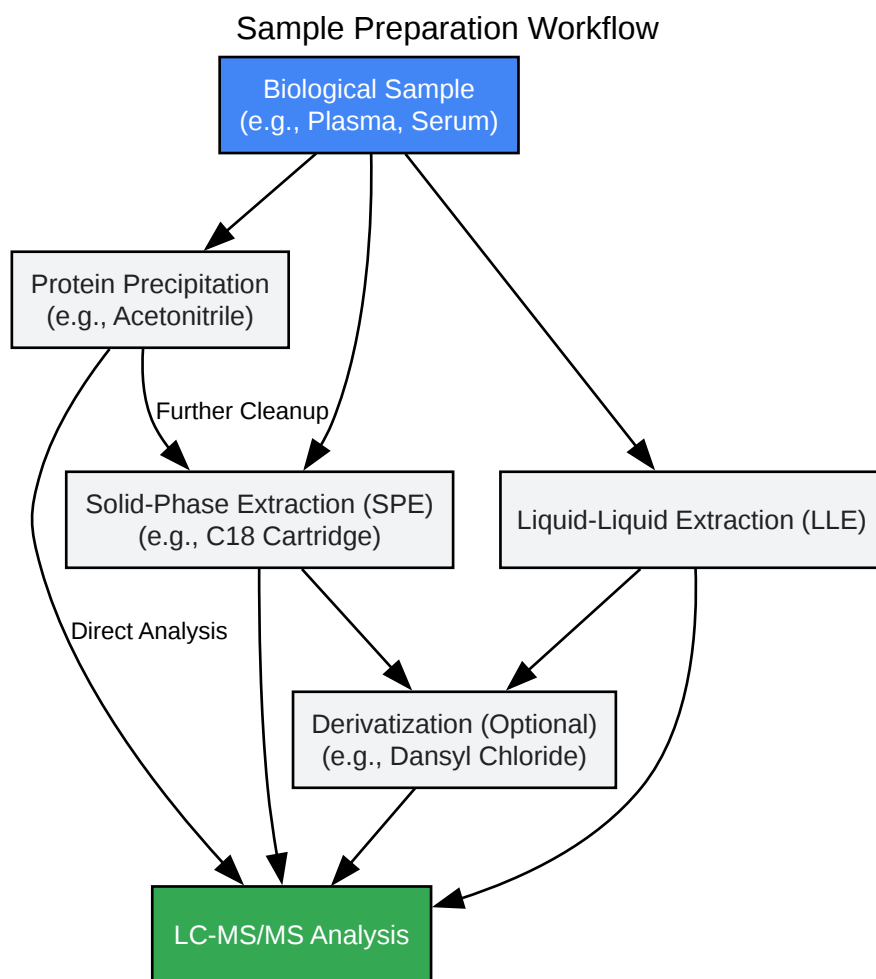 Sample Preparation Workflow
Biological Sample
(e.g., Plasma, Serum)
Protein Precipitation
(e.g., Acetonitrile)
Further Cleanup
Solid-Phase Extraction (SPE)
(e.g., C18 Cartridge)
Liquid-Liquid Extraction (LLE)
Direct Analysis
Derivatization (Optional)
(e.g., Dansyl Chloride)
LC-MS/MS Analysis